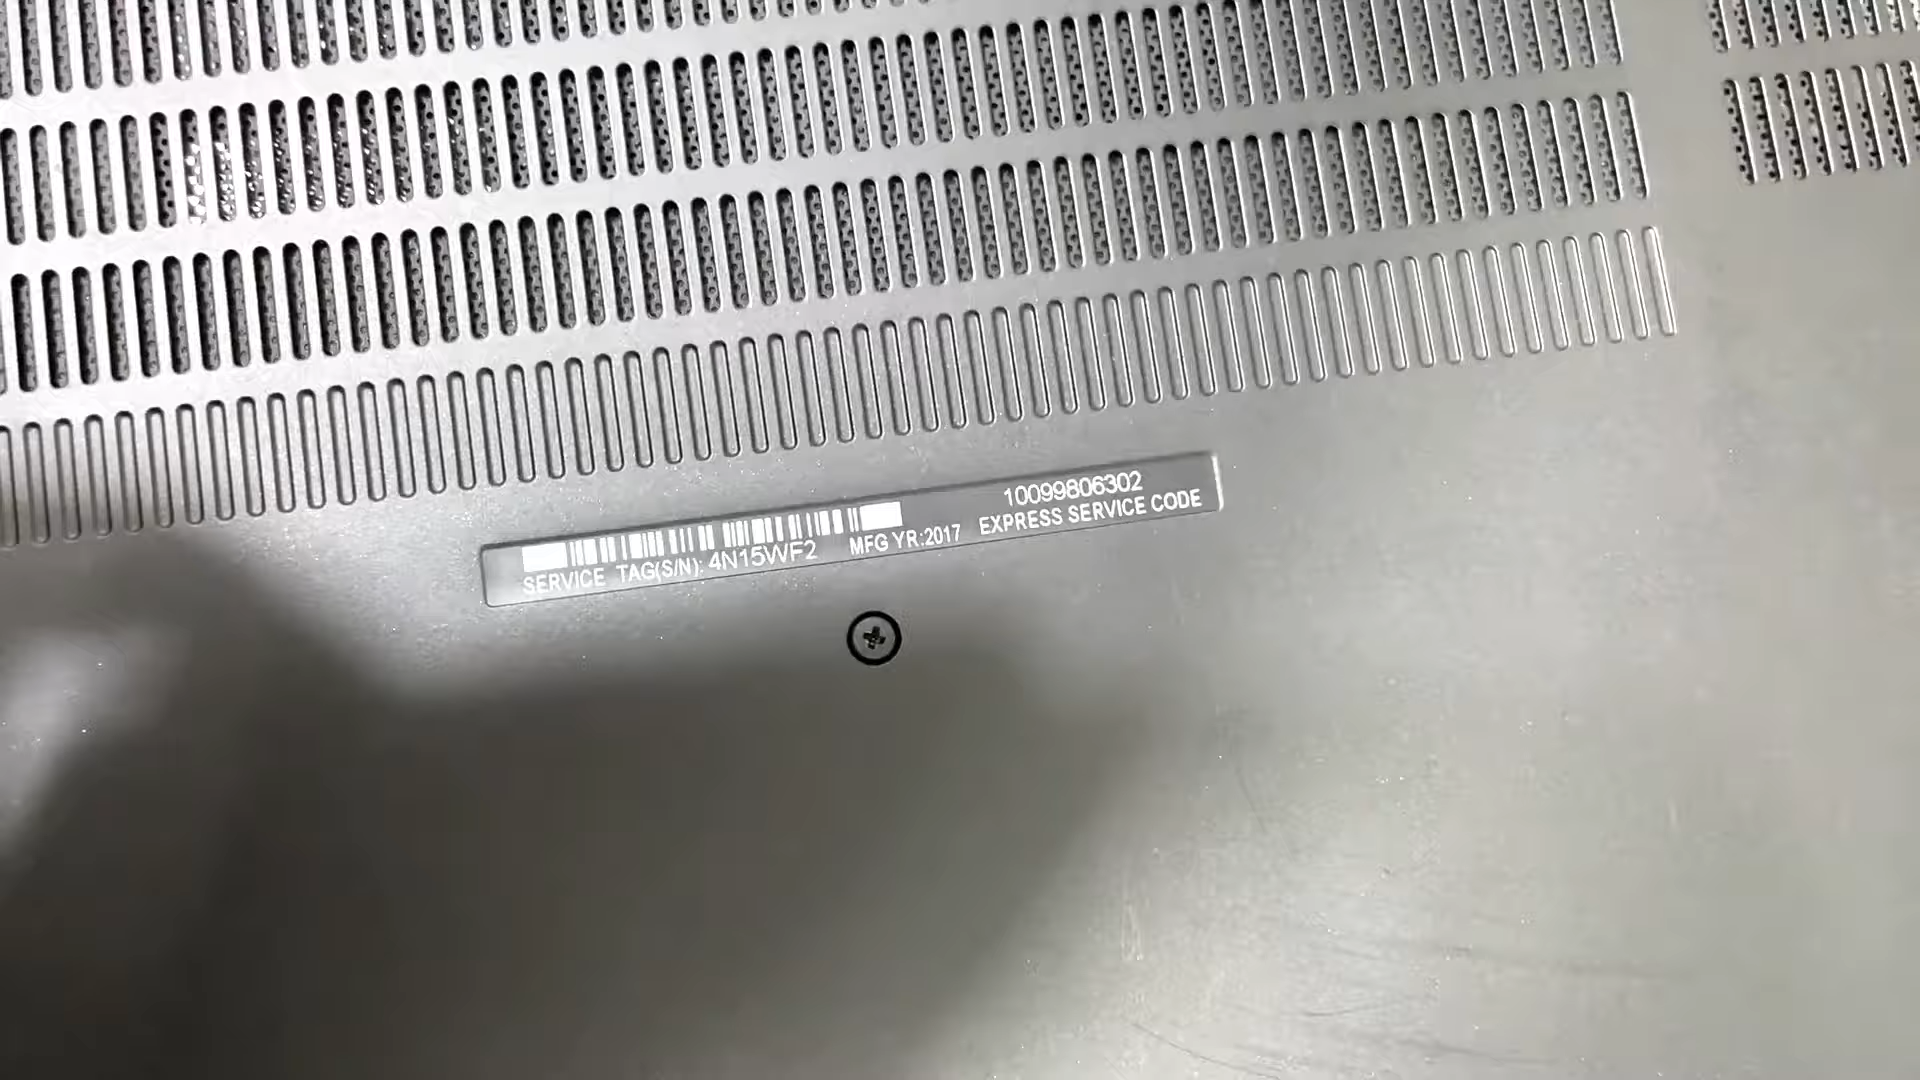 10099806302
SERVICE TAG(S/N): 4N15WF2 MFG YR:2017 EXPRESS SERVICE CODE